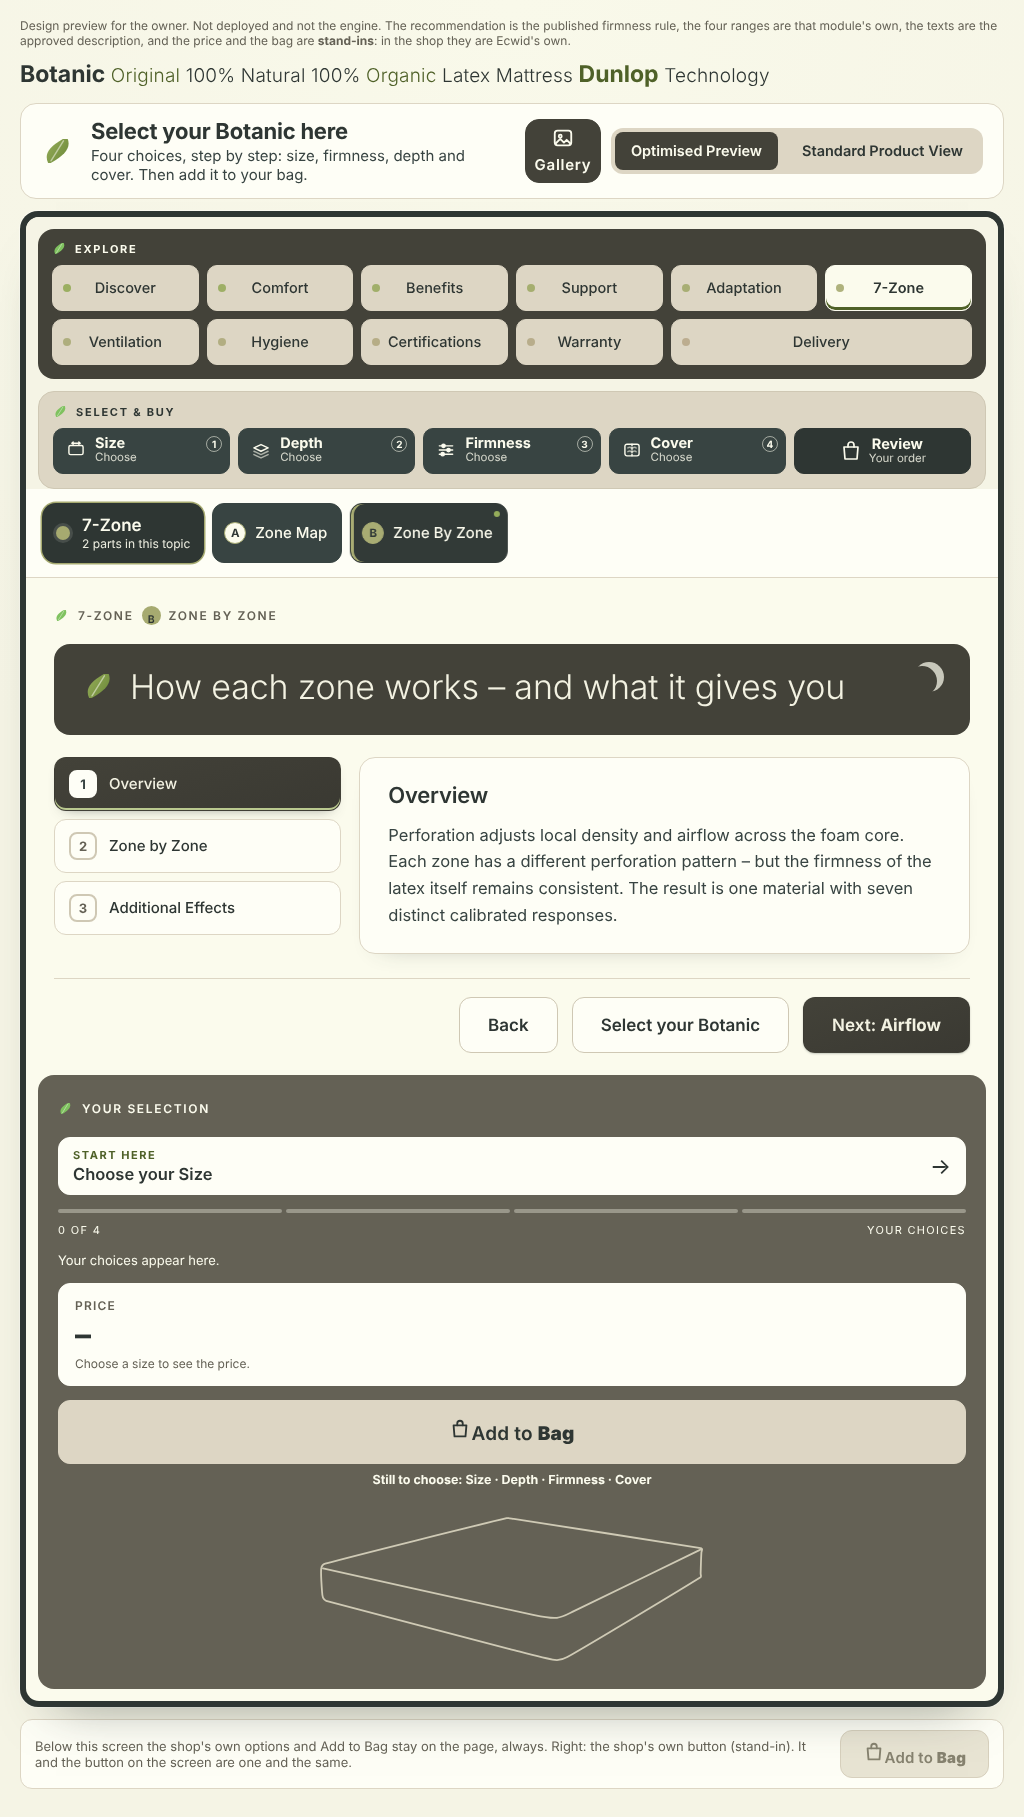 Design preview for the owner. Not deployed and not the engine. The recommendation is the published firmness rule, the four ranges are that module's own, the texts are the
approved description, and the price and the bag are stand-ins: in the shop they are Ecwid's own.
Botanic Original 100% Natural 100% Organic Latex Mattress Dunlop Technology
Select your Botanic here
Four choices, step by step: size, firmness, depth and
cover. Then add it to your bag.
Gallery
Optimised Preview
Standard Product View
EXPLORE
Discover
Comfort
Benefits
Support
Adaptation
7-Zone
Ventilation
Hygiene
Certifications
Warranty
Delivery
SELECT & BUY
Size
Choose
1
Depth
Choose
2
Firmness
Choose
3
Cover
Choose
4
Review
Your order
7-Zone
2 parts in this topic
A Zone Map
B Zone By Zone
7-ZONE B ZONE BY ZONE
How each zone works – and what it gives you
1 Overview
2 Zone by Zone
3 Additional Effects
Overview
Perforation adjusts local density and airflow across the foam core.
Each zone has a different perforation pattern – but the firmness of the
latex itself remains consistent. The result is one material with seven
distinct calibrated responses.
Back
Select your Botanic
Next: Airflow
YOUR SELECTION
START HERE
Choose your Size
0 OF 4
YOUR CHOICES
Your choices appear here.
PRICE
–
Choose a size to see the price.
Add to Bag
Still to choose: Size · Depth · Firmness · Cover
Below this screen the shop's own options and Add to Bag stay on the page, always. Right: the shop's own button (stand-in). It
and the button on the screen are one and the same.
Add to Bag